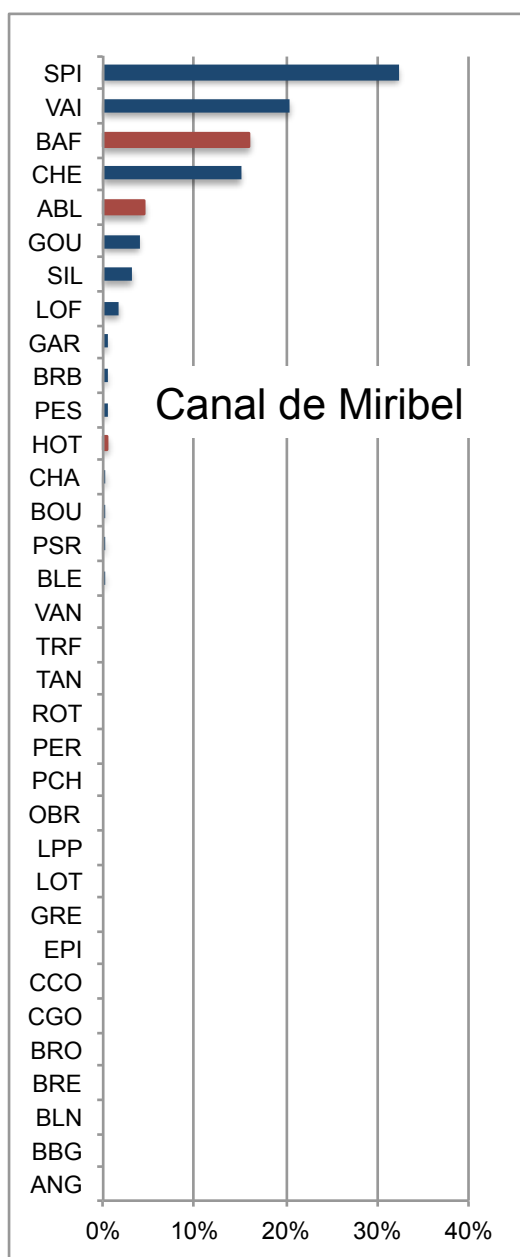 SPI
VAI
BAF
CHE
ABL
GOU
SIL
LOF
GAR
BRB
PES
Canal de Miribel
HOT
CHA
BOU
PSR
BLE
VAN
TRF
TAN
ROT
PER
PCH
OBR
LPP
LOT
GRE
EPI
CCO
CGO
BRO
BRE
BLN
BBG
ANG
0% 10% 20% 30% 40%